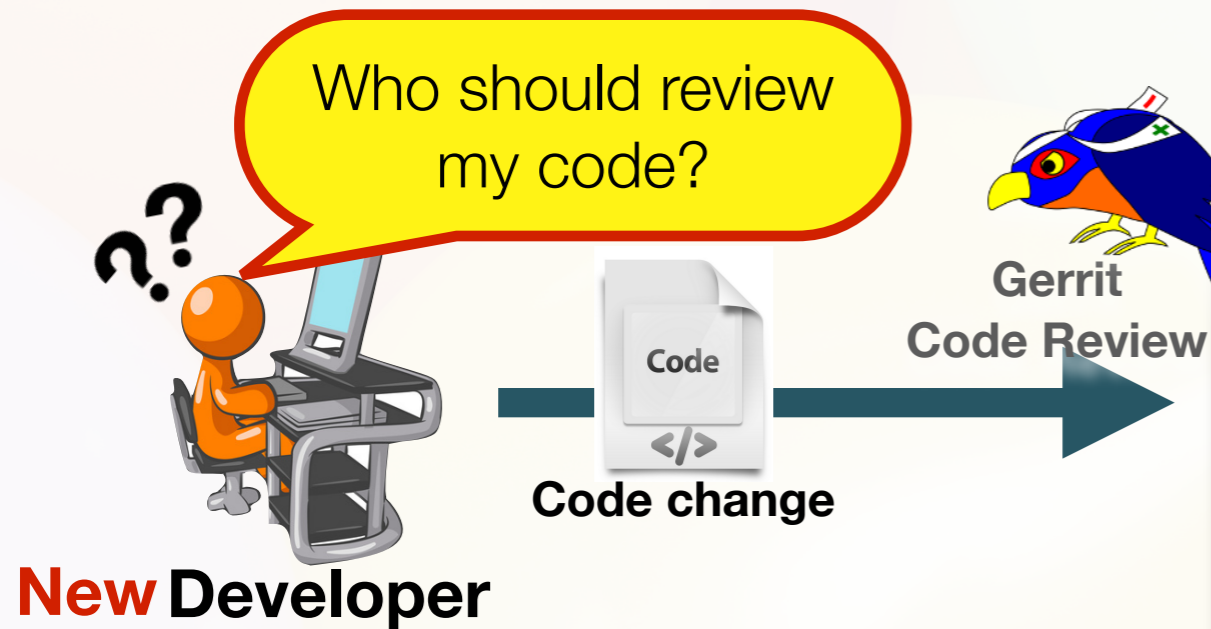 Who should review
my code?
??
Gerrit
Code Review
Code
</>
Code change
New Developer